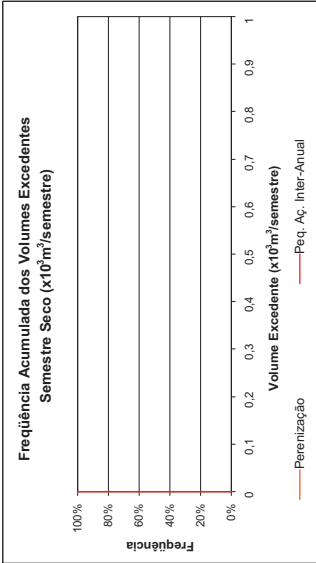 Freqüência Acumulada dos Volumes Excedentes
Semestre Seco (x10³m³/semestre)
Freqüência
100%
80%
60%
40%
20%
0%
0 0,1 0,2 0,3 0,4 0,5 0,6 0,7 0,8 0,9 1
Volume Excedente (x10³m³/semestre)
Perenização Peq. Aç. Inter-Anual